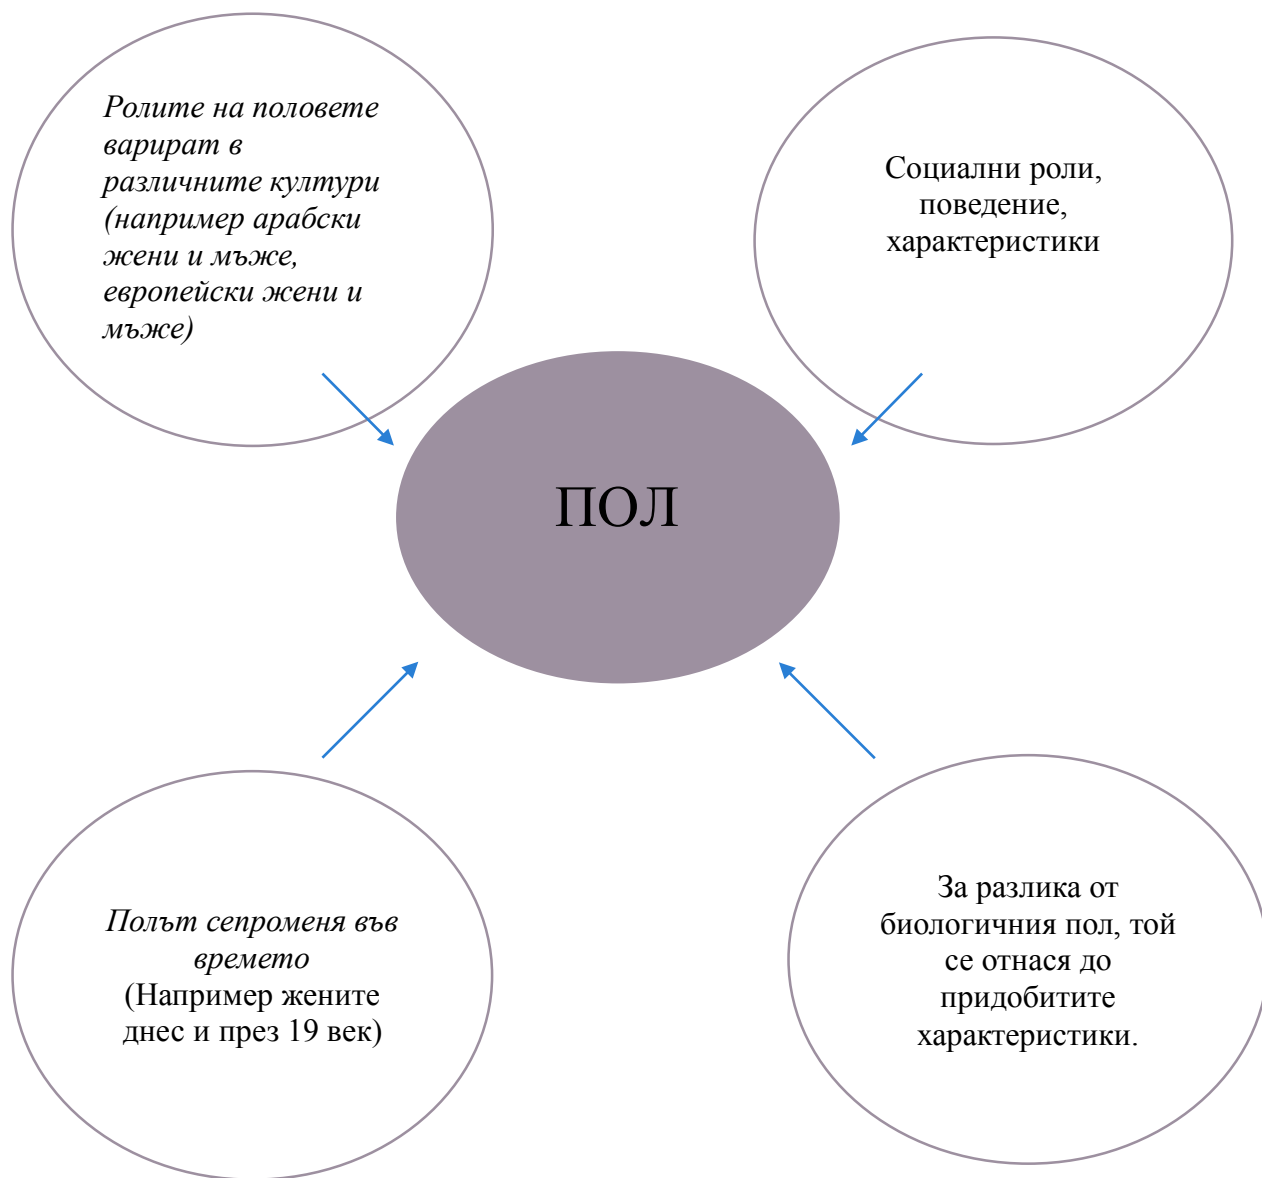 Ролите на половете
варират в
различните култури
(например арабски
жени и мъже,
европейски жени и
мъже)
Социални роли,
поведение,
характеристики
ПОЛ
Полът сепроменя във
времето
(Например жените
днес и през 19 век)
За разлика от
биологичния пол, той
се отнася до
придобитите
характеристики.